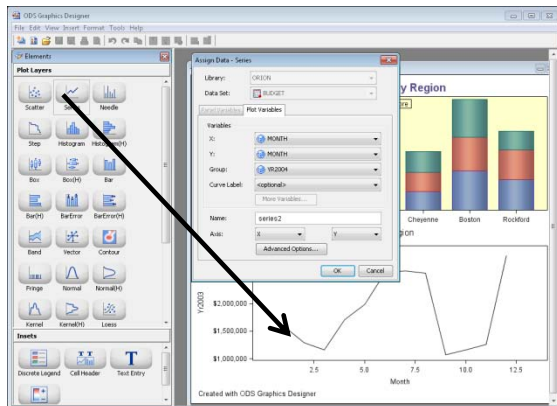 ODS Graphics Designer
File Edit View Insert Format Tools Help
Elements
Plot Layers
Scatter Series Needle
Step Histogram Histogram(H)
Box Box(H) Bar
Bar(H) BarError BarError(H)
Band Vector Contour
Fringe Normal Normal(H)
Kernel Kernel(H) Loess
Insets
Discrete Legend Cell Header Text Entry
Assign Data - Series
Library: ORION
Data Set: BUDGET
Panel Variables Plot Variables
Variables
X: MONTH
Y: MONTH
Group: YR2004
Curve Label: <optional>
More Variables...
Name: series2
Axis: X Y
Advanced Options...
OK Cancel
y Region
ore
Cheyenne Boston Rockford
gion
Yr2003
$2,000,000
$1,500,000
$1,000,000
2.5 5.0 7.5 10.0 12.5
Month
Created with ODS Graphics Designer